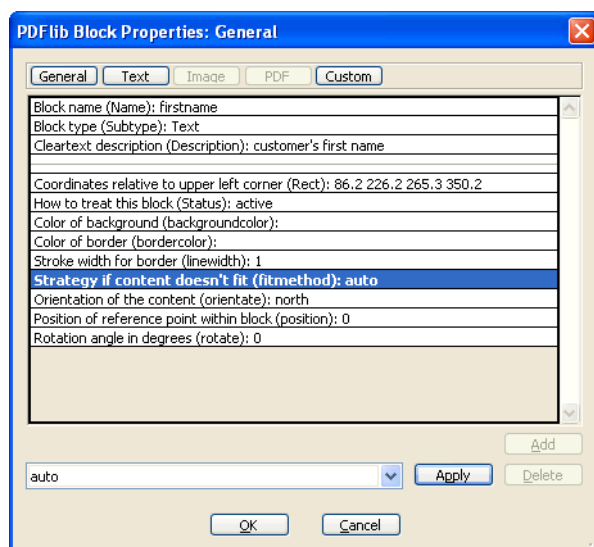 PDFlib Block Properties: General
General Text Image PDF Custom
Block name (Name): firstname
Block type (Subtype): Text
Cleartext description (Description): customer's first name
Coordinates relative to upper left corner (Rect): 86.2 226.2 265.3 350.2
How to treat this block (Status): active
Color of background (backgroundcolor):
Color of border (bordercolor):
Stroke width for border (linewidth): 1
Strategy if content doesn't fit (fitmethod): auto
Orientation of the content (orientate): north
Position of reference point within block (position): 0
Rotation angle in degrees (rotate): 0
Add
auto Apply Delete
OK Cancel